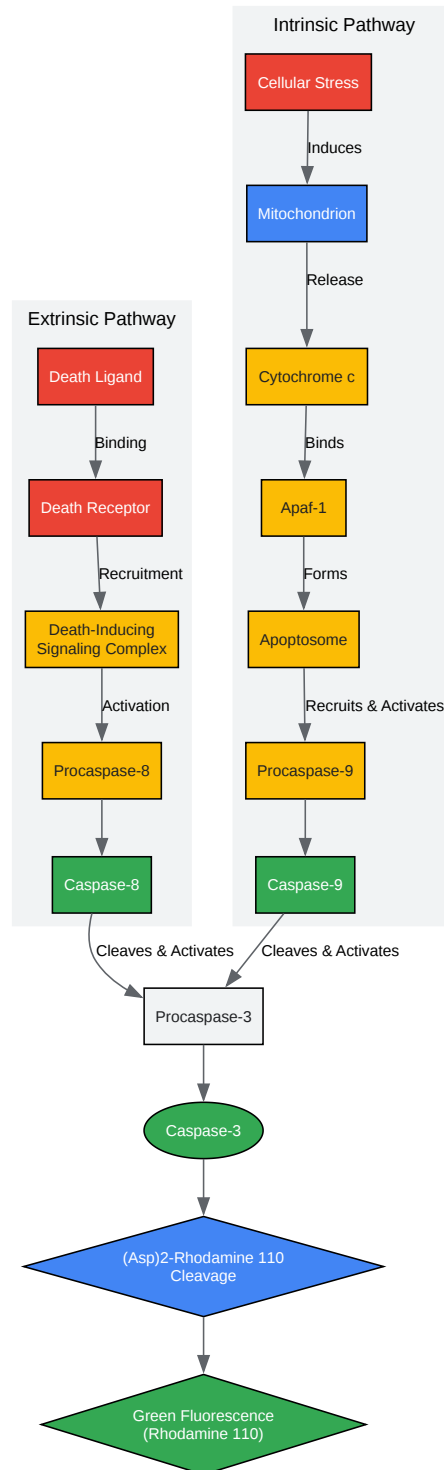 Intrinsic Pathway
Cellular Stress
Induces
Mitochondrion
Release
Cytochrome c
Binds
Apaf-1
Forms
Apoptosome
Recruits & Activates
Procaspase-9
Caspase-9
Cleaves & Activates
Extrinsic Pathway
Death Ligand
Binding
Death Receptor
Recruitment
Death-Inducing
Signaling Complex
Activation
Procaspase-8
Caspase-8
Cleaves & Activates
Procaspase-3
Caspase-3
(Asp)2-Rhodamine 110
Cleavage
Green Fluorescence
(Rhodamine 110)